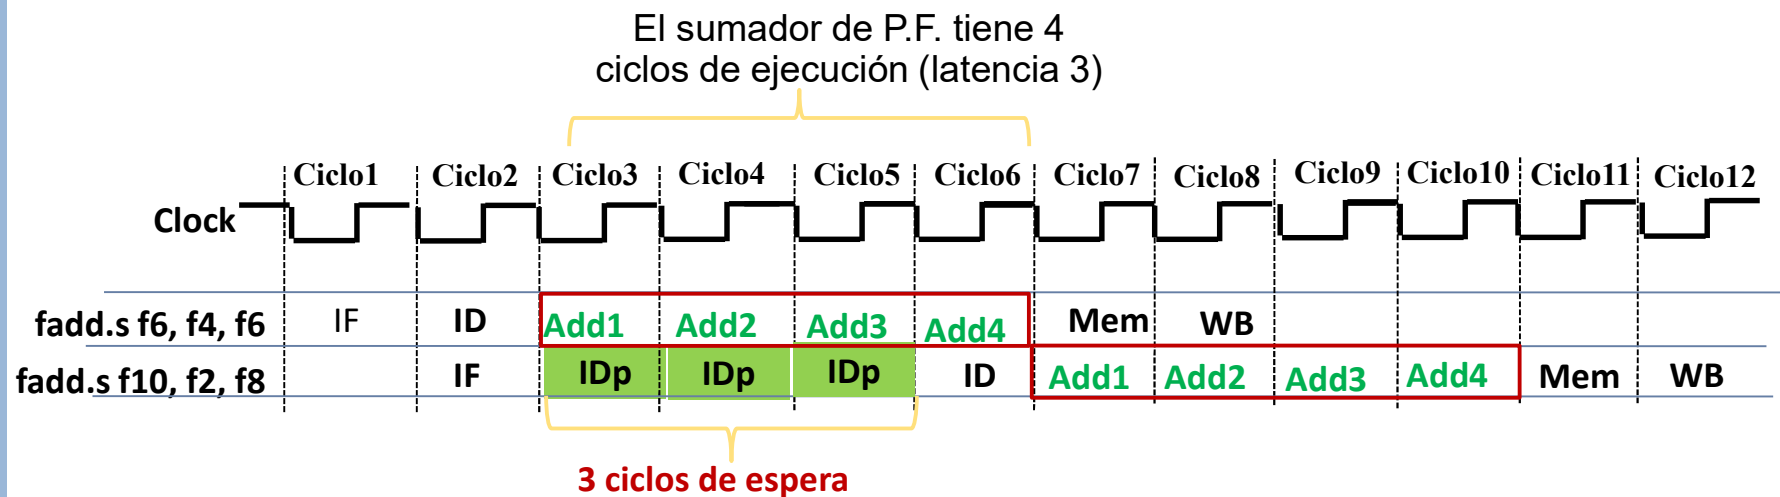 El sumador de P.F. tiene 4
ciclos de ejecución (latencia 3)
Ciclo1 Ciclo2 Ciclo3 Ciclo4 Ciclo5 Ciclo6 Ciclo7 Ciclo8 Ciclo9 Ciclo10 Ciclo11 Ciclo12
Clock
fadd.s f6, f4, f6 IF ID Add1 Add2 Add3 Add4 Mem WB
fadd.s f10, f2, f8 IF IDp IDp IDp ID Add1 Add2 Add3 Add4 Mem WB
3 ciclos de espera